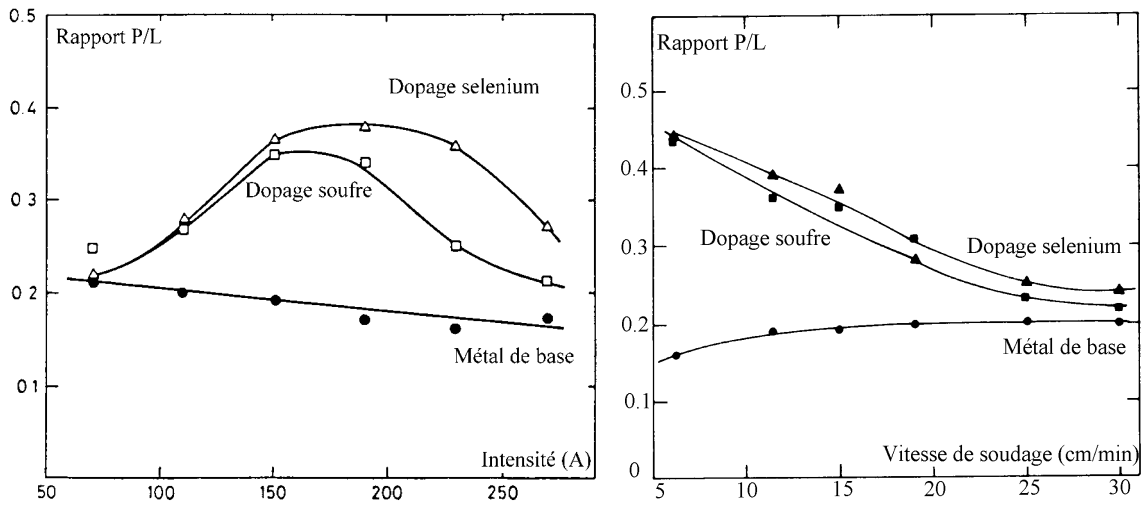 0.5
Rapport P/L
Dopage selenium
0.4
0.3
Dopage soufre
0.2
Métal de base
01
Intensité (A)
0
50
100
150
200
250
Rapport P/L
0.5
0.4
0.3
Dopage soufre
Dopage selenium
0.2
Métal de base
0.1
Vitesse de soudage (cm/min)
0
5
10
15
20
25
30